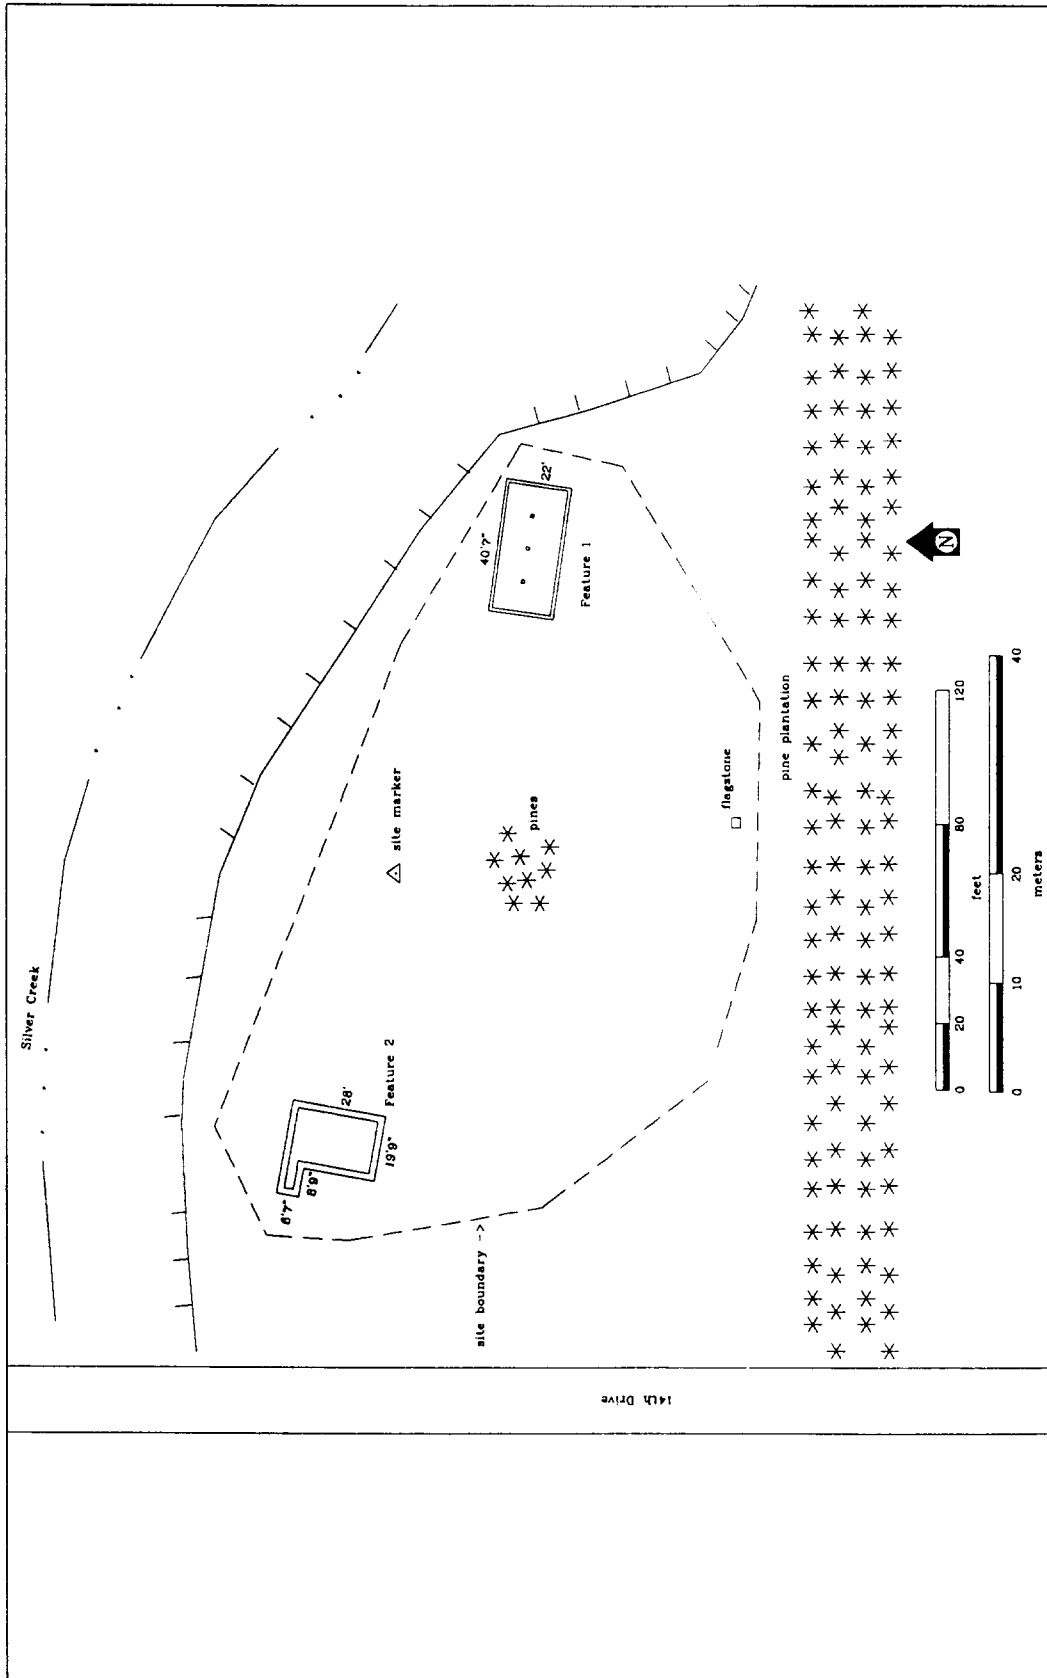 Silver Creek
site marker
pines
flagstone
pine plantation
Feature 1
40'7"
22'
Feature 2
28'
19'9"
8'9"
6'7"
site boundary -->
14th Drive
N
0 20 40 80 120
feet
0 10 20 40
meters